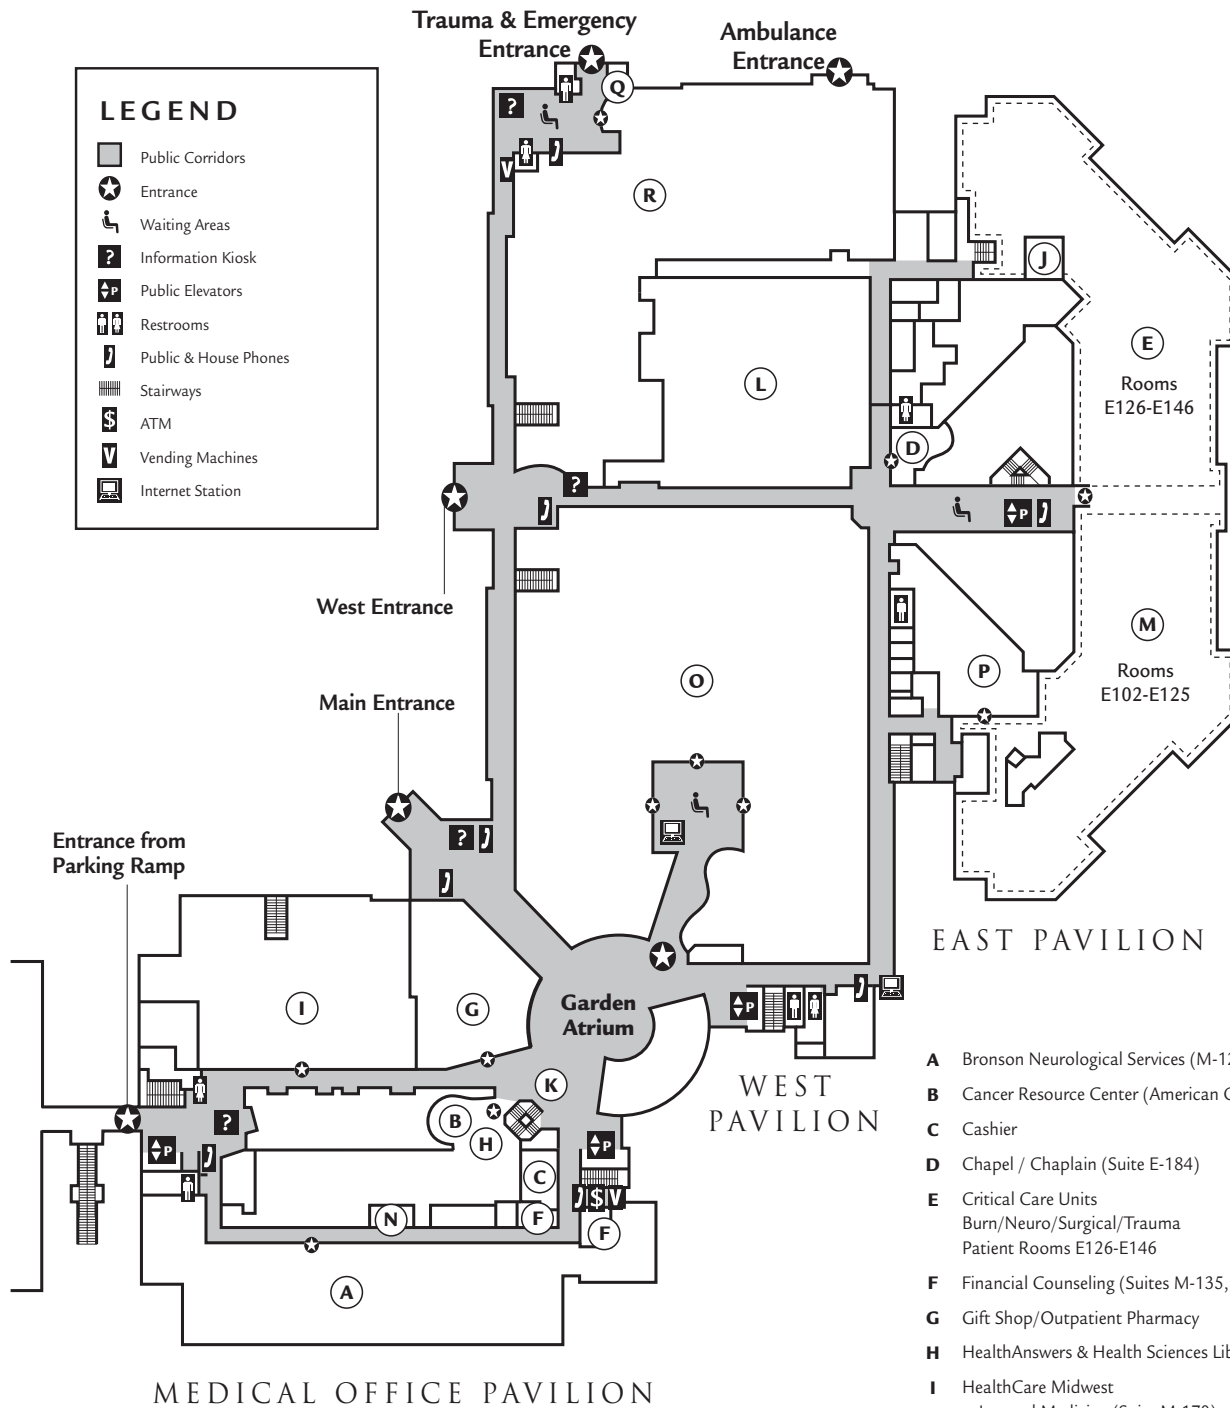 Trauma & Emergency
Entrance
Ambulance
Entrance
LEGEND
Public Corridors
Entrance
Waiting Areas
? Information Kiosk
P Public Elevators
Restrooms
Public & House Phones
Stairways
$ ATM
V Vending Machines
Internet Station
Q
?
V
R
J
E
Rooms
E126-E146
L
D
?
P
West Entrance
M
Rooms
E102-E125
P
O
Main Entrance
?
Entrance from
Parking Ramp
EAST PAVILION
Garden
Atrium
I
G
P
K
WEST
PAVILION
B
H
?
P
P
C
$ V
N
F
F
A
MEDICAL OFFICE PAVILION
A Bronson Neurological Services
B Cancer Resource Center (American
C Cashier
D Chapel / Chaplain (Suite E-184)
E Critical Care Units
Burn/Neuro/Surgical/Trauma
Patient Rooms E126-E146
F Financial Counseling (Suites M-135,
G Gift Shop/Outpatient Pharmacy
H HealthAnswers & Health Sciences
I HealthCare Midwest